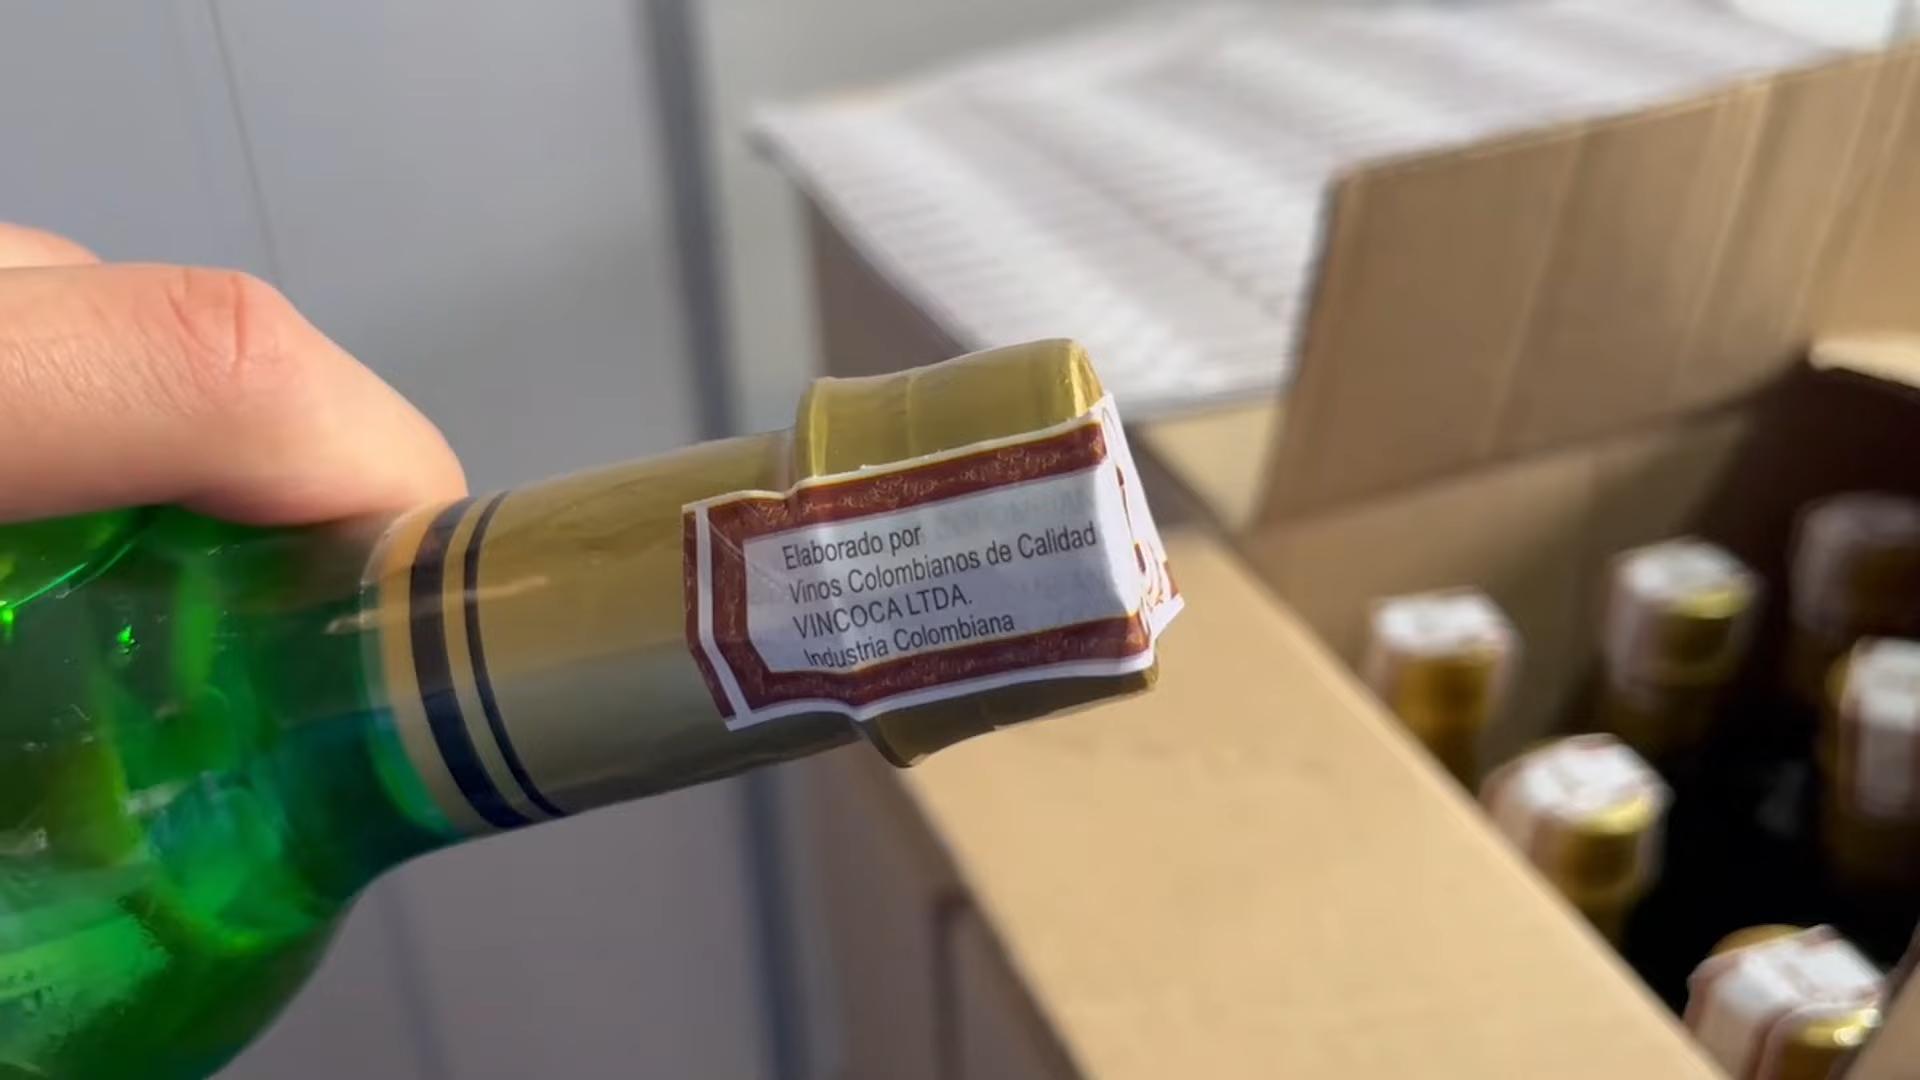 Elaborado por
Vinos Colombianos de Calidad
VINCOCA LTDA.
Industria Colombiana